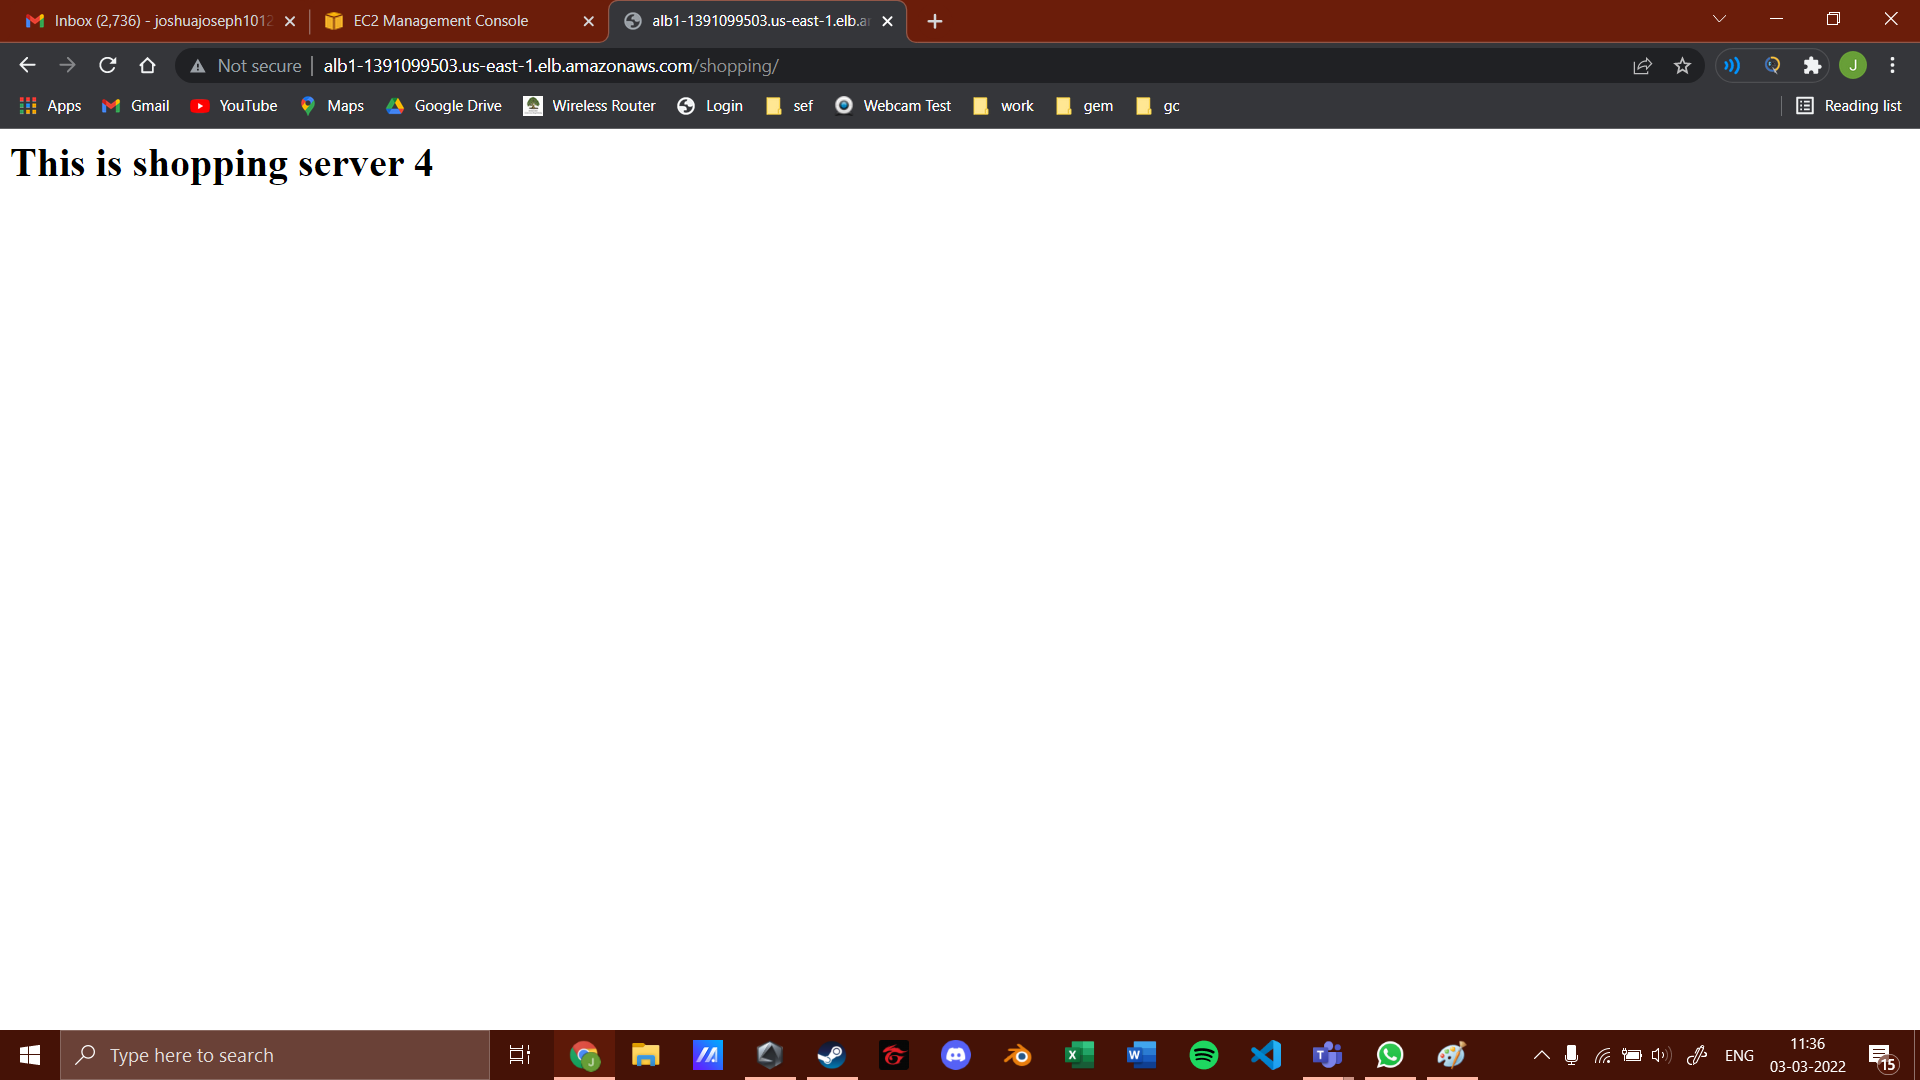 Inbox (2,736) - joshuajoseph1012
EC2 Management Console
alb1-1391099503.us-east-1.elb.a
Not secure
alb1-1391099503.us-east-1.elb.amazonaws.com/shopping/
J
Apps
Gmail
YouTube
Maps
Google Drive
Wireless Router
Login
sef
Webcam Test
work
gem
gc
Reading list
This is shopping server 4
Type here to search
ENG
11:36
03-03-2022
15